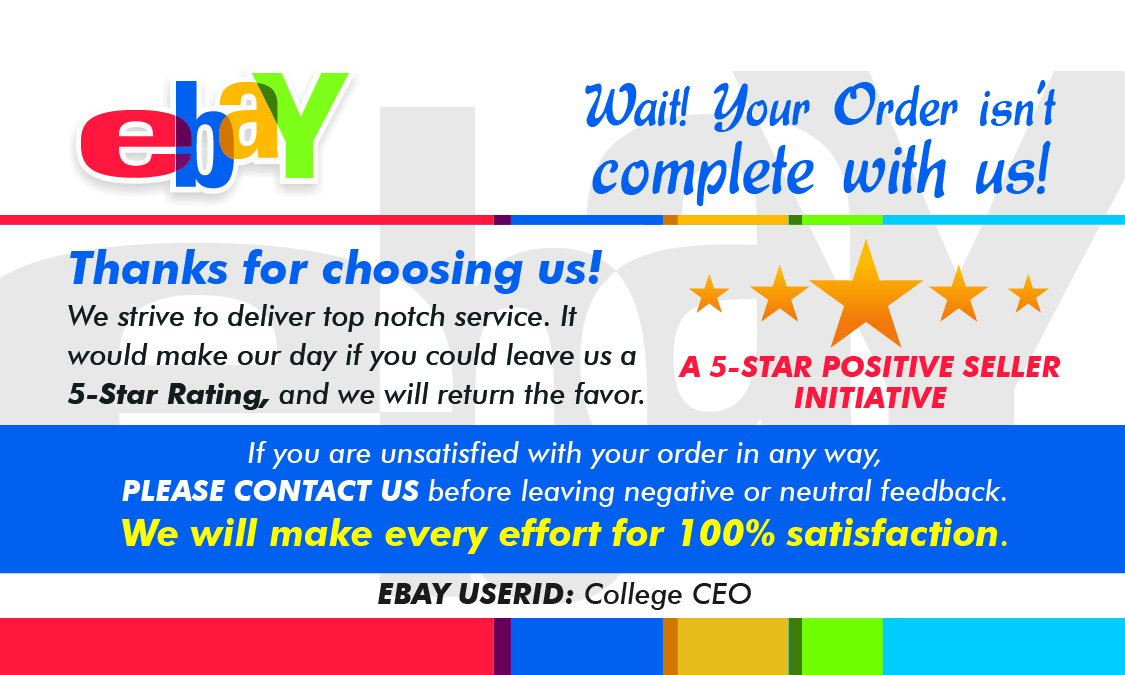 ebaY
Wait! Your Order isn't
complete with us!
Thanks for choosing us!
We strive to deliver top notch service. It
would make our day if you could leave us a
5-Star Rating, and we will return the favor.
A 5-STAR POSITIVE SELLER
INITIATIVE
If you are unsatisfied with your order in any way,
PLEASE CONTACT US before leaving negative or neutral feedback.
We will make every effort for 100% satisfaction.
EBAY USERID: College CEO
ebaY